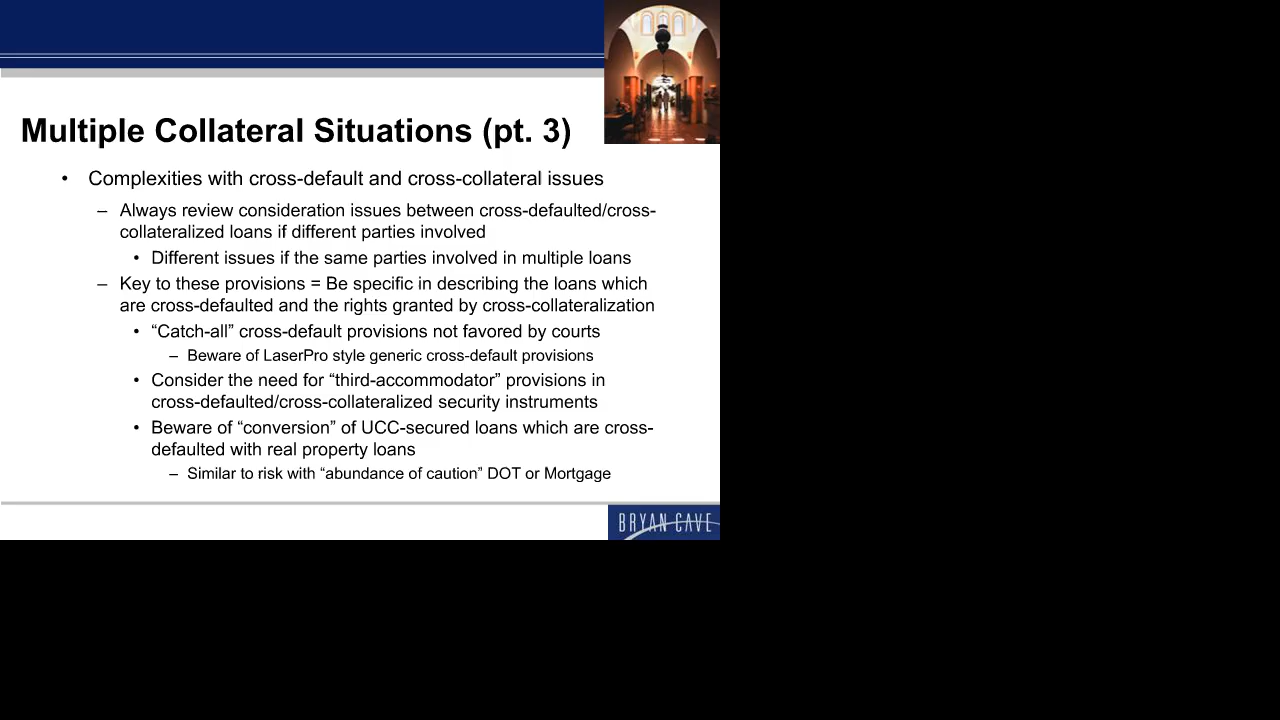 Multiple Collateral Situations (pt. 3)
• Complexities with cross-default and cross-collateral issues
– Always review consideration issues between cross-defaulted/cross-
collateralized loans if different parties involved
• Different issues if the same parties involved in multiple loans
– Key to these provisions = Be specific in describing the loans which
are cross-defaulted and the rights granted by cross-collateralization
• “Catch-all” cross-default provisions not favored by courts
– Beware of LaserPro style generic cross-default provisions
• Consider the need for “third-accommodator” provisions in
cross-defaulted/cross-collateralized security instruments
• Beware of “conversion” of UCC-secured loans which are cross-
defaulted with real property loans
– Similar to risk with “abundance of caution” DOT or Mortgage
BRYAN CAVE